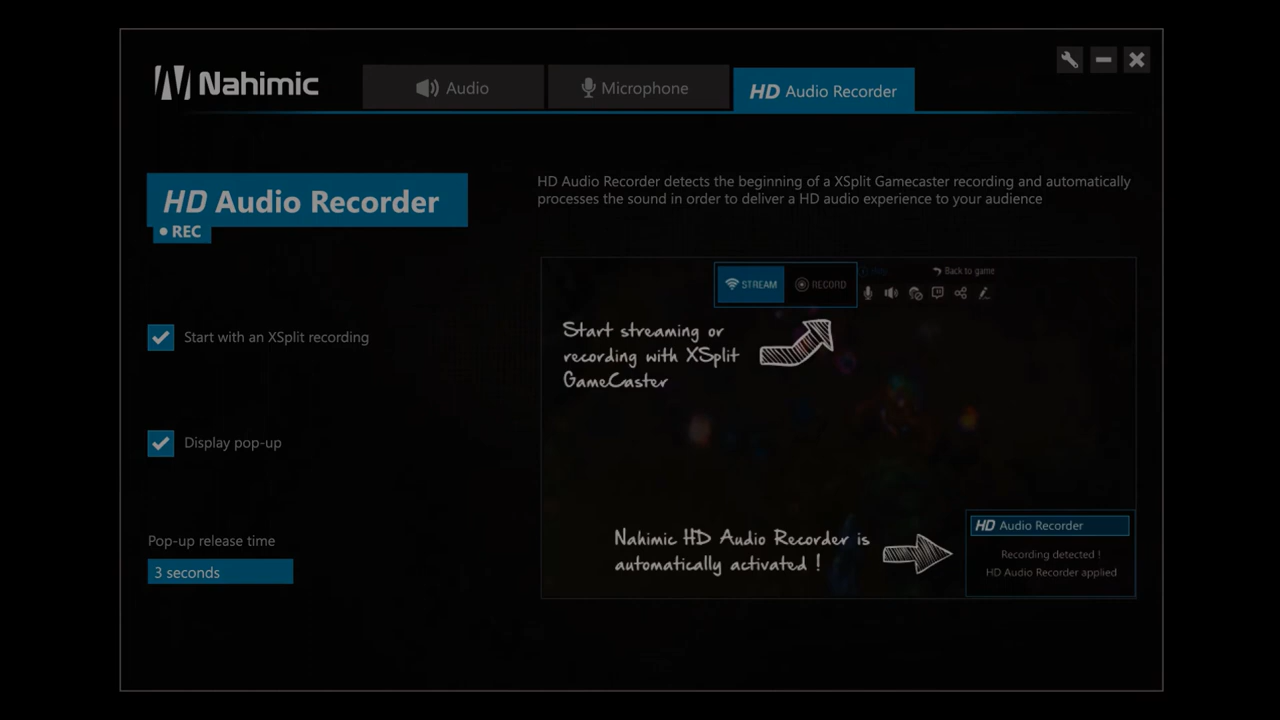 Nahimic
Audio
Microphone
HD Audio Recorder
HD Audio Recorder
REC
HD Audio Recorder detects the beginning of a XSplit Gamecaster recording and automatically
processes the sound in order to deliver a HD audio experience to your audience
STREAM
RECORD
Back to game
Start streaming or
recording with XSplit
GameCaster
Start with an XSplit recording
Display pop-up
Pop-up release time
3 seconds
Nahimic HD Audio Recorder is
automatically activated !
HD Audio Recorder
Recording detected !
HD Audio Recorder applied